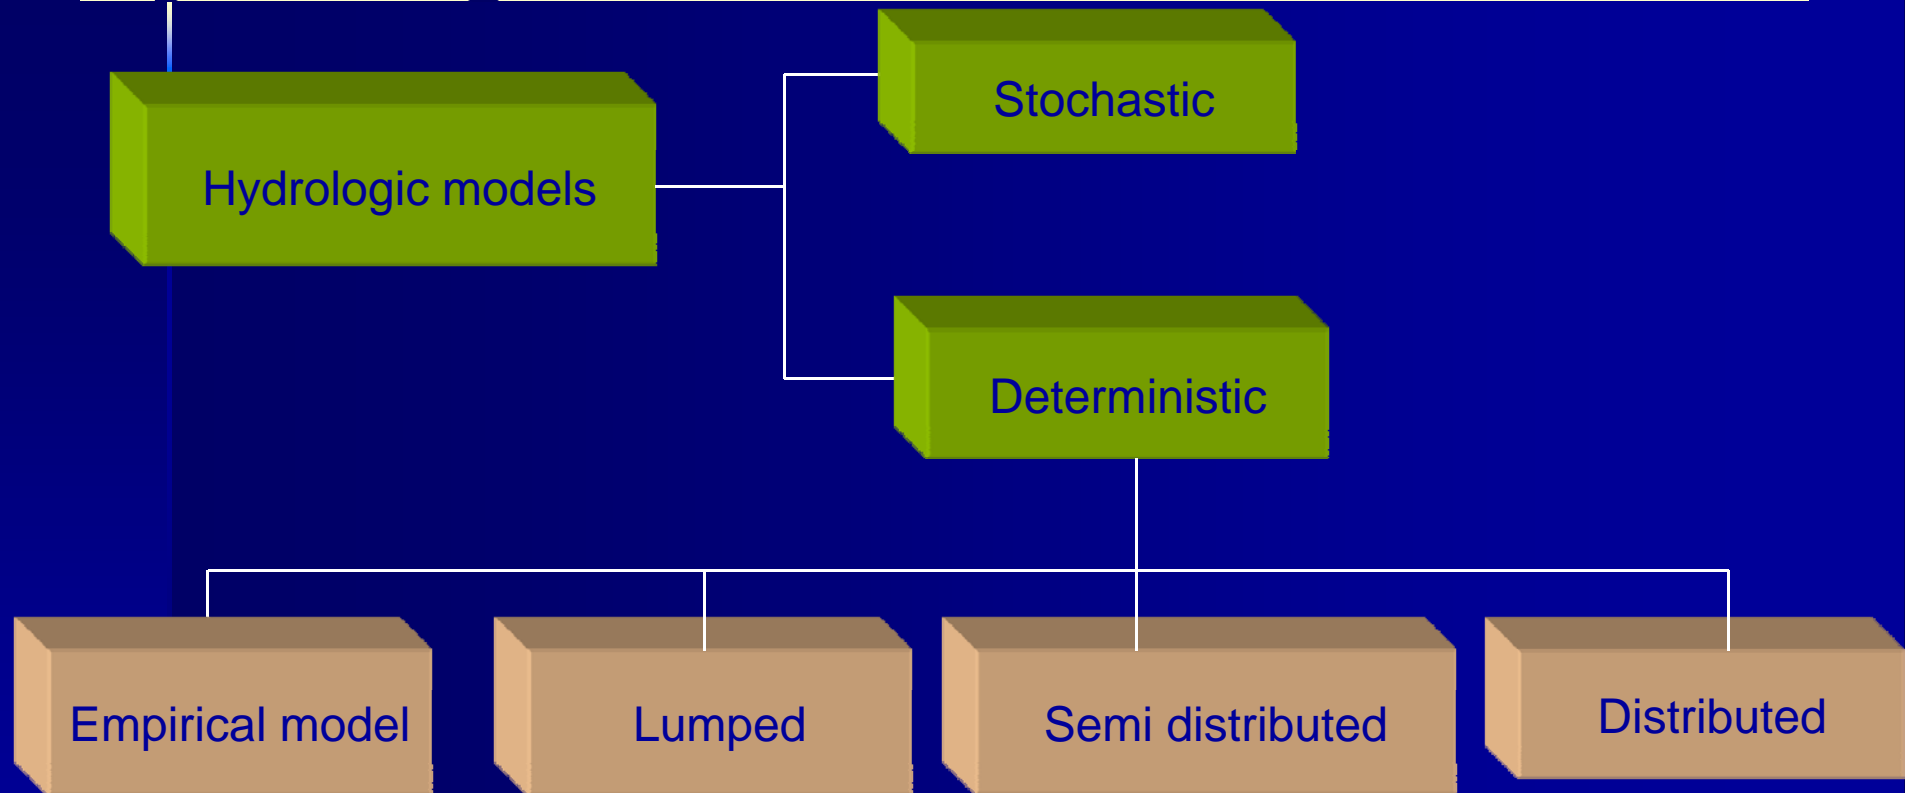 Stochastic
Hydrologic models
Deterministic
Empirical model
Lumped
Semi distributed
Distributed